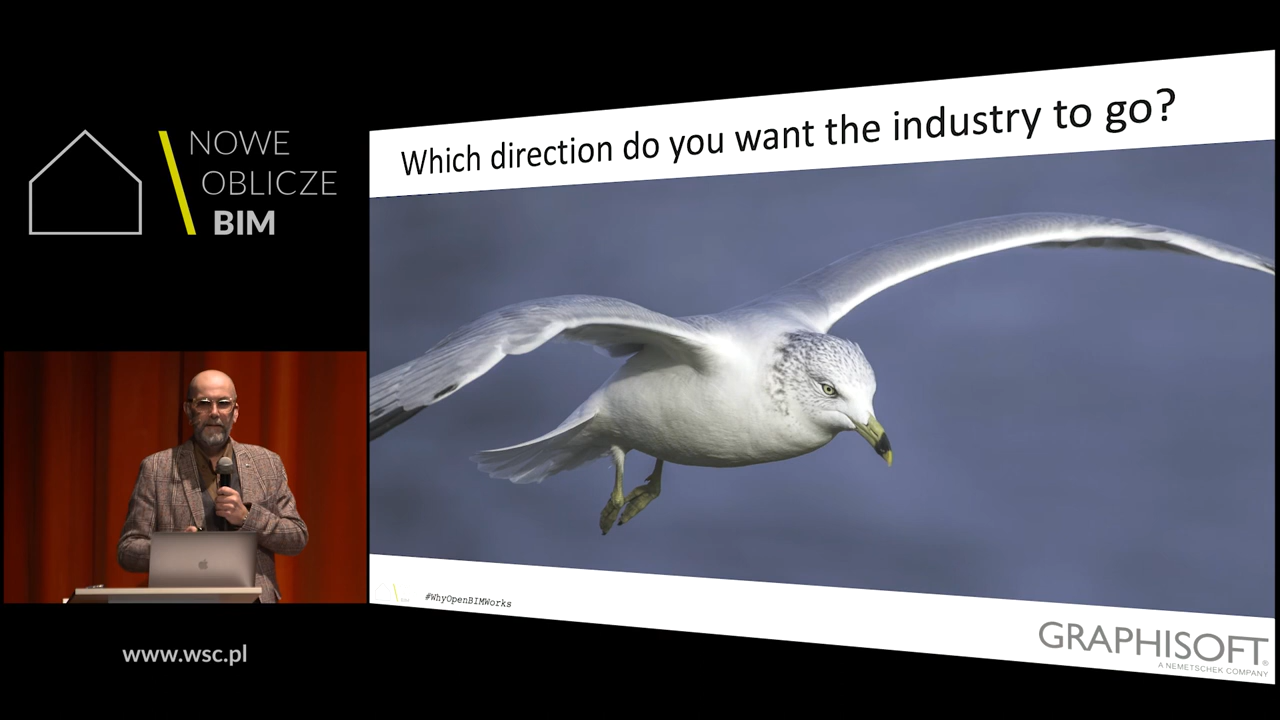 NOWE
OBLICZE
BIM
Which direction do you want the industry to go?
#WhyOpenBIMWorks
GRAPHISOFT®
A NEMETSCHEK COMPANY
www.wsc.pl